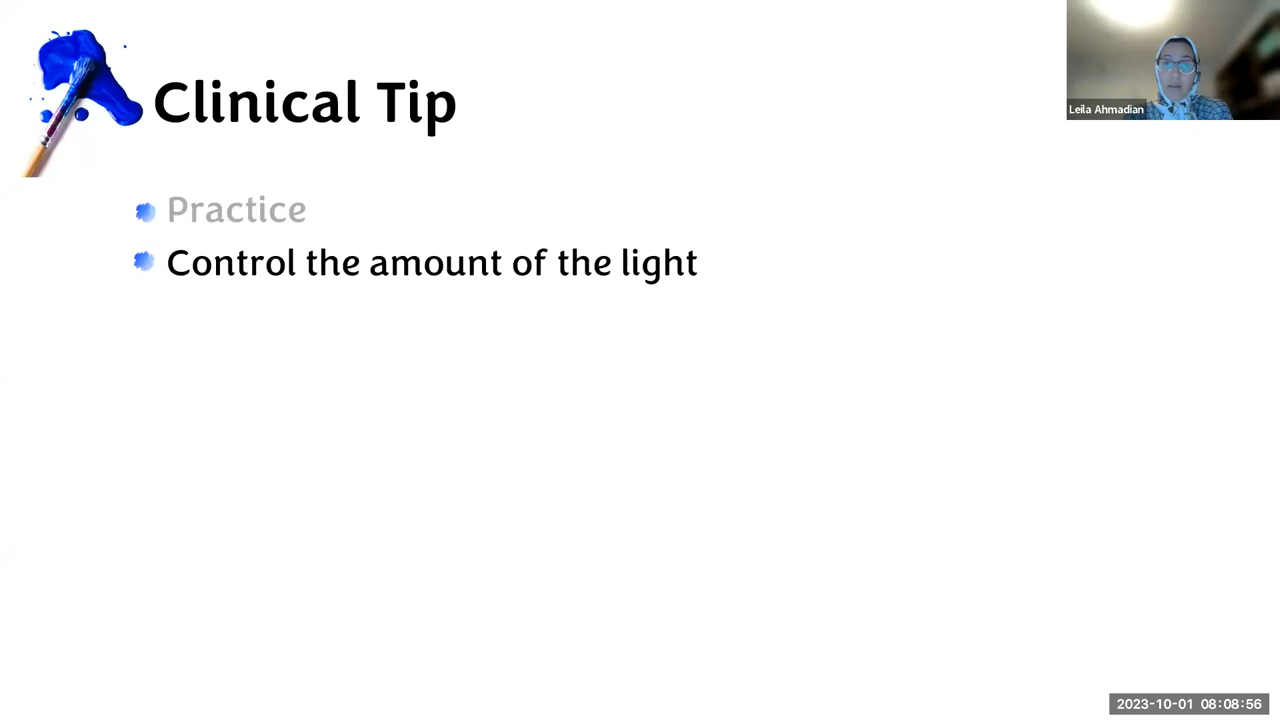 Clinical Tip
Leila Ahmadian
Practice
Control the amount of the light
2023-10-01 08:08:56